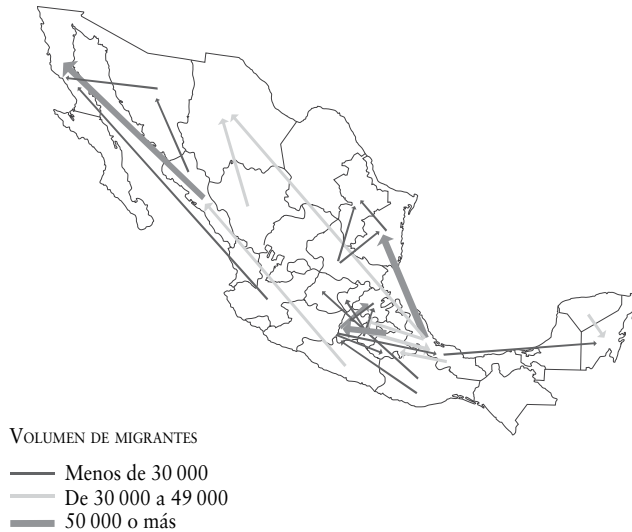 VOLUMEN DE MIGRANTES
Menos de 30 000
De 30 000 a 49 000
50 000 o más